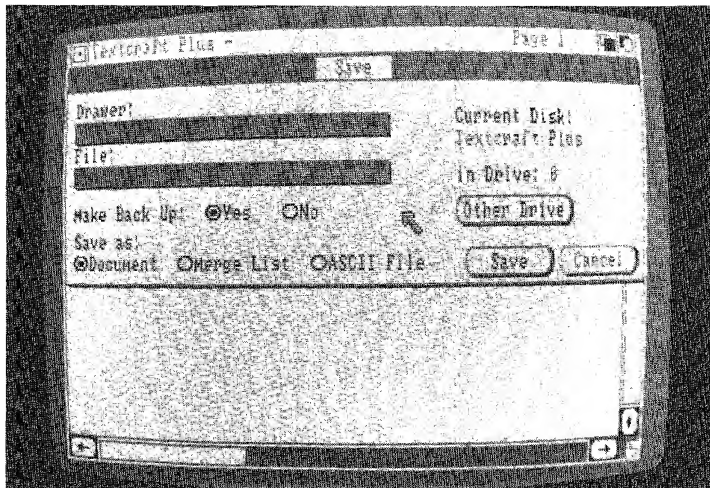 Textcraft Plus Page 1
Save
Drawer:
Current Disk:
Textcraft Plus
File:
in Drive: 0
Make Back Up: Yes No
Other Drive
Save as:
Document Merge List ASCII File
Save Cancel